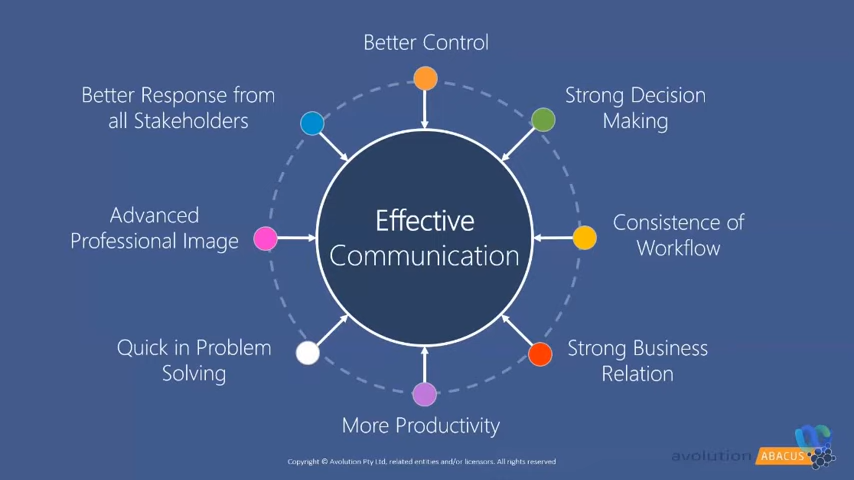 Better Control
Better Response from
all Stakeholders
Strong Decision
Making
Advanced
Professional Image
Effective
Communication
Consistence of
Workflow
Quick in Problem
Solving
Strong Business
Relation
More Productivity
Copyright © Avolution Pty Ltd, related entities and/or licensors. All rights reserved
avolution ABACUS